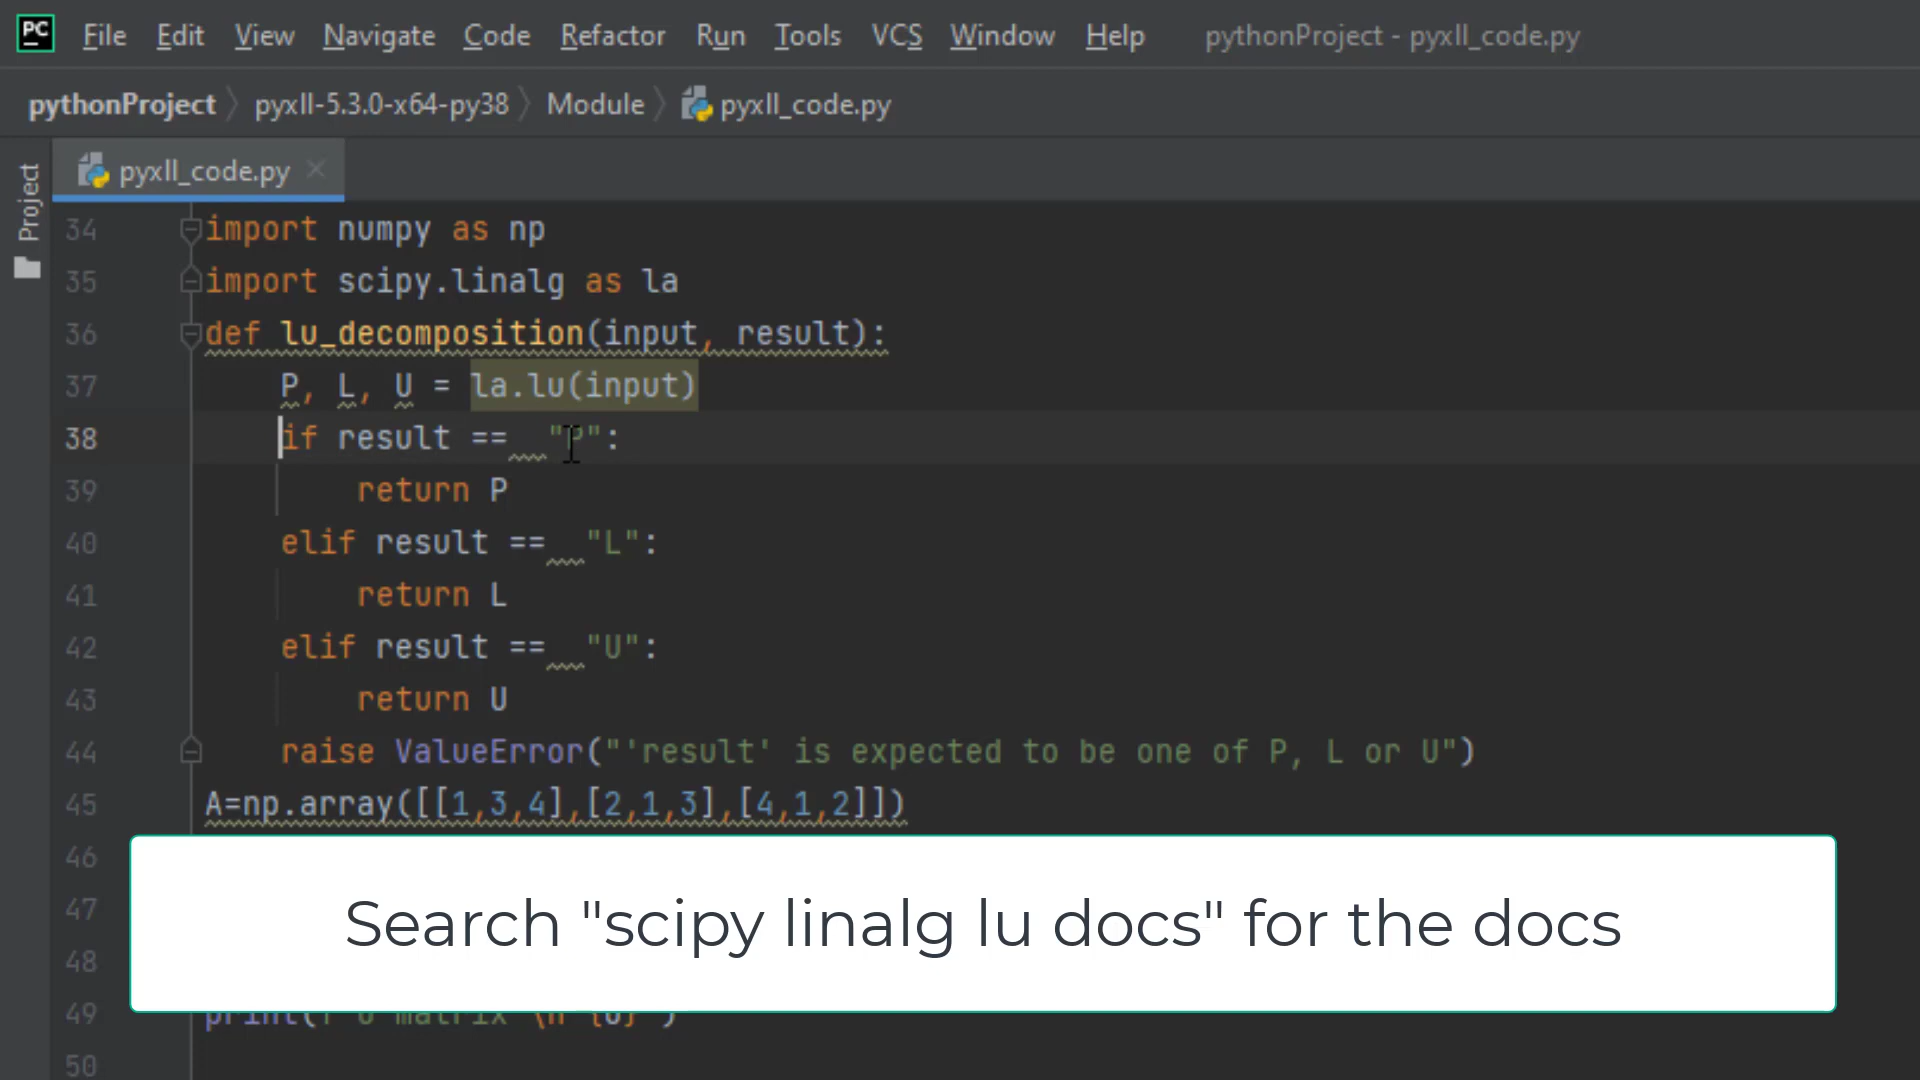 PC File Edit View Navigate Code Refactor Run Tools VCS Window Help pythonProject - pyxll_code.py
pythonProject pyxll-5.3.0-x64-py38 Module pyxll_code.py
pyxll_code.py
Project
34 import numpy as np
35 import scipy.linalg as la
36 def lu_decomposition(input, result):
37 P, L, U = la.lu(input)
38 if result ==  "P":
39 return P
40 elif result ==  "L":
41 return L
42 elif result ==  "U":
43 return U
44 raise ValueError("'result' is expected to be one of P, L or U")
45 A=np.array([[1,3,4],[2,1,3],[4,1,2]])
46
47
48
Search "scipy linalg lu docs" for the docs
49 print( matrix \n {U} )
50